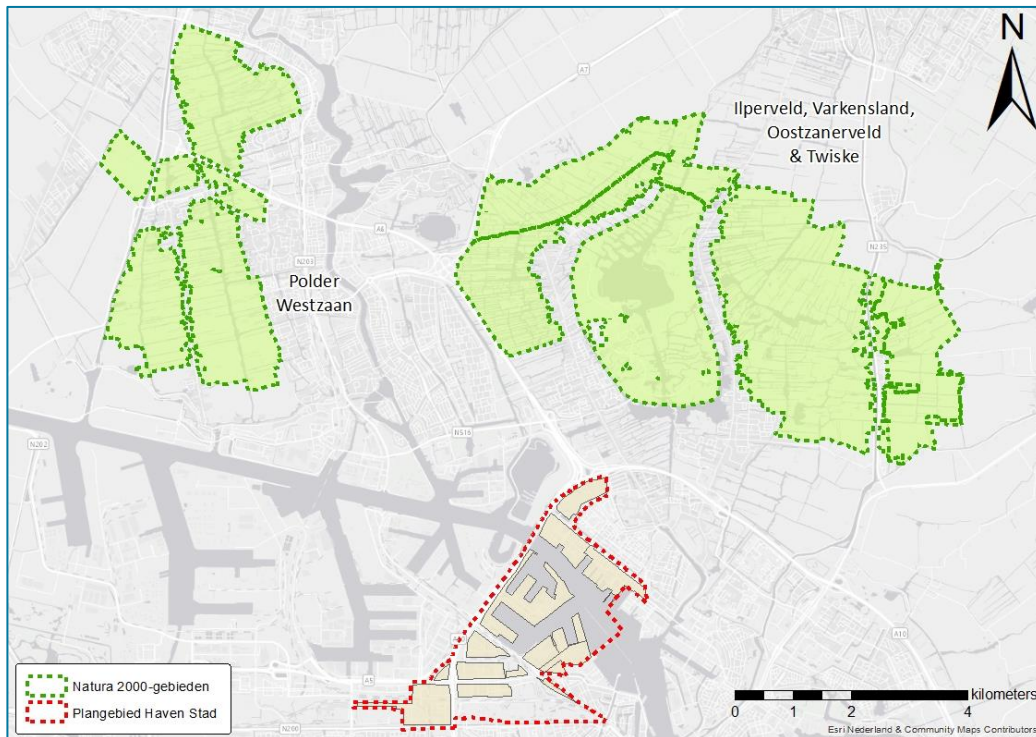 N
A7
Ilperveld, Varkensland,
Oostzanerveld
& Twiske
A8
N203
N235
Polder
Westzaan
N516
N202
A10
A5
N200
Natura 2000-gebieden
Plangebied Haven Stad
kilometers
0 1 2 4
Esri Nederland & Community Maps Contributo